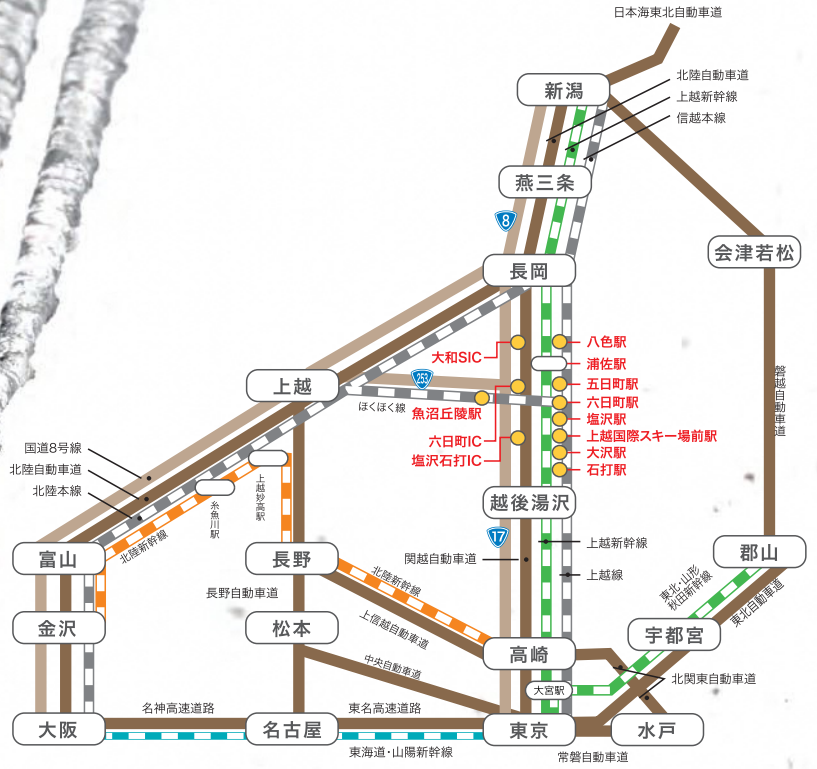 日本海東北自動車道
新潟
北陸自動車道
上越新幹線
信越本線
燕三条
8
会津若松
長岡
八色駅
大和SIC
浦佐駅
253
上越
五日町駅
ほくほく線
六日町駅
魚沼丘陵駅
塩沢駅
磐越自動車道
六日町IC
上越国際スキー場前駅
塩沢石打IC
大沢駅
石打駅
国道8号線
北陸自動車道
北陸本線
上越妙高駅
糸魚川駅
越後湯沢
17
北陸新幹線
富山
長野
関越自動車道
上越新幹線
上越線
郡山
北陸新幹線
東北・山形
秋田新幹線
東北自動車道
長野自動車道
上信越自動車道
金沢
松本
宇都宮
高崎
中央自動車道
大宮駅
北関東自動車道
名神高速道路
東名高速道路
大阪
名古屋
東京
水戸
東海道・山陽新幹線
常磐自動車道